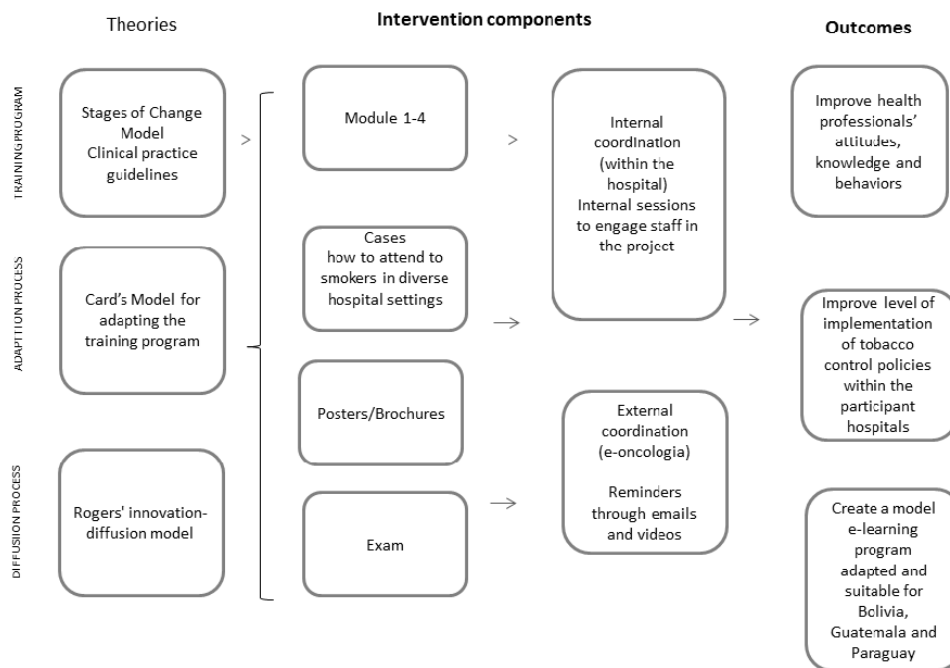 Theories
Intervention components
Outcomes
TRAINING PROGRAM
Stages of Change
Model
Clinical practice
guidelines
>
Module 1-4
>
Internal
coordination
(within the
hospital)
Internal sessions
to engage staff in
the project
Improve health
professionals'
attitudes,
knowledge and
behaviors
ADAPTION PROCESS
Card's Model for
adapting the
training program
Cases
how to attend to
smokers in diverse
hospital settings
Improve level of
implementation
of tobacco
control policies
within the
participant
hospitals
Posters/Brochures
DIFFUSIION PROCESS
Rogers' innovation-
diffusion model
Exam
External
coordination
(e-oncologia)
Reminders
through emails
and videos
Create a model
e-learning
program
adapted and
suitable for
Bolivia,
Guatemala and
Paraguay